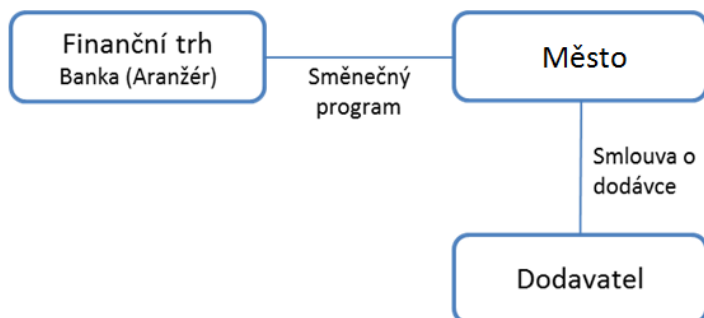 Finanční trh
Banka (Aranžér)
Směnečný
program
Město
Smlouva o
dodávce
Dodavatel